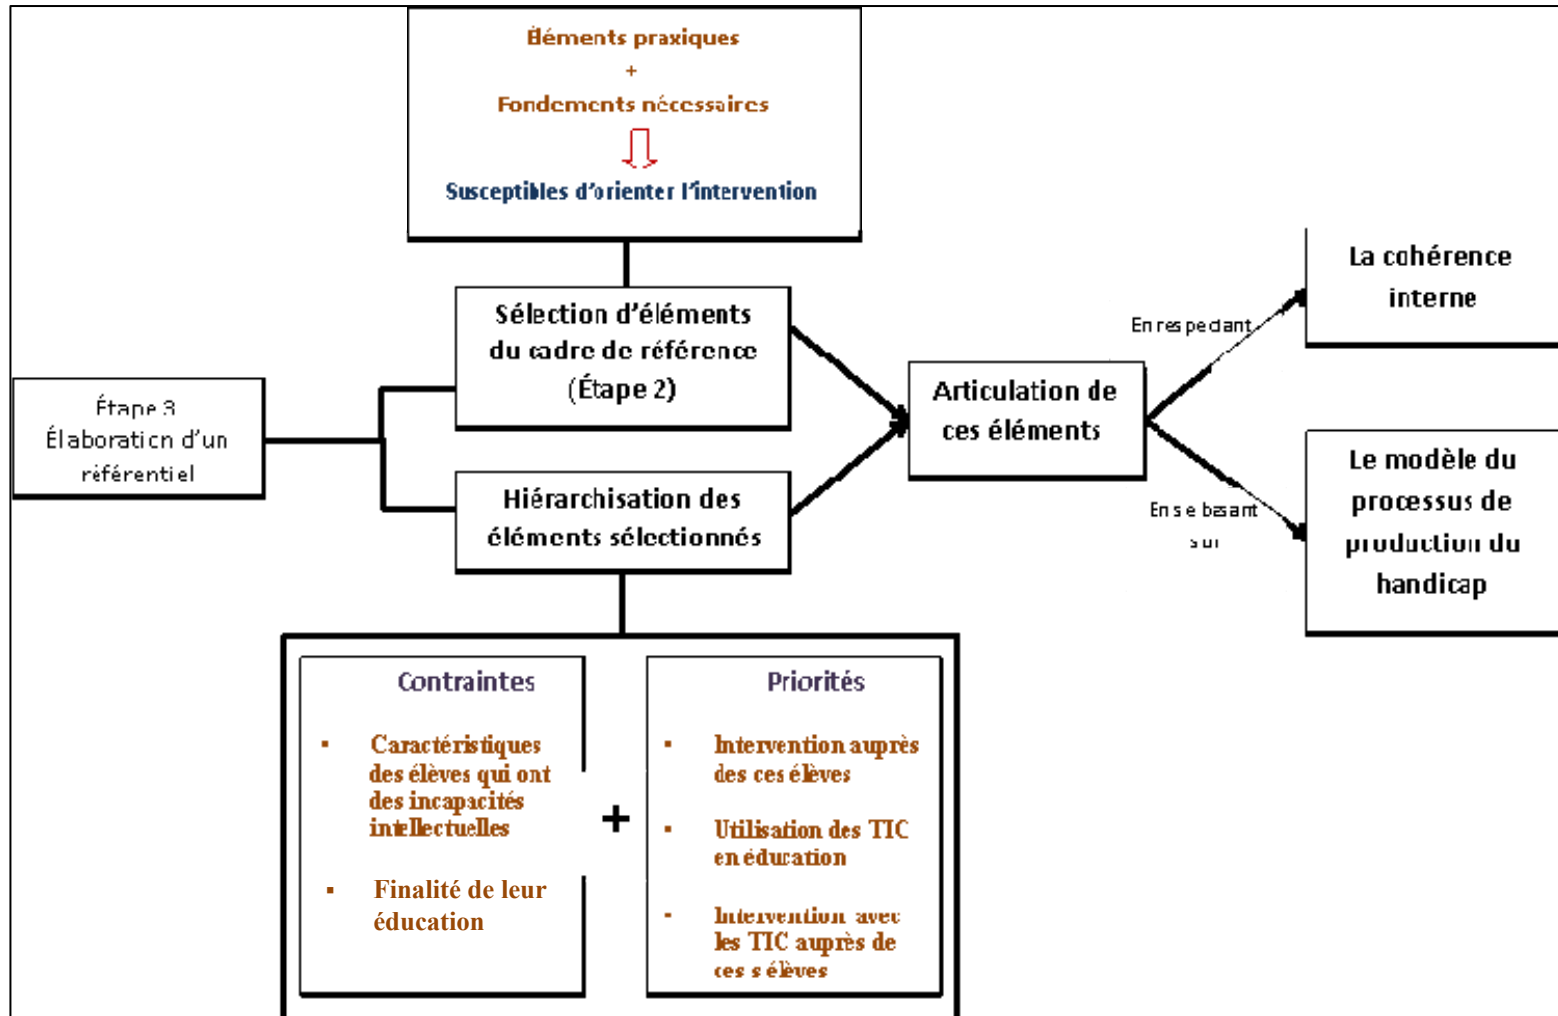 Éléments praxiques
+
Fondements nécessaires
Susceptibles d'orienter l'intervention
Sélection d'éléments
du cadre de référence
(Étape 2)
Étape 3
Élaboration d'un
référentiel
Hiérarchisation des
éléments sélectionnés
Articulation de
ces éléments
En respectant
La cohérence
interne
En se basant
sur
Le modèle du
processus de
production du
handicap
Contraintes
▪ Caractéristiques
des élèves qui ont
des incapacités
intellectuelles
▪ Finalité de leur
éducation
+
Priorités
▪ Intervention auprès
des ces élèves
▪ Utilisation des TIC
en éducation
▪ Intervention avec
les TIC auprès de
ces s élèves